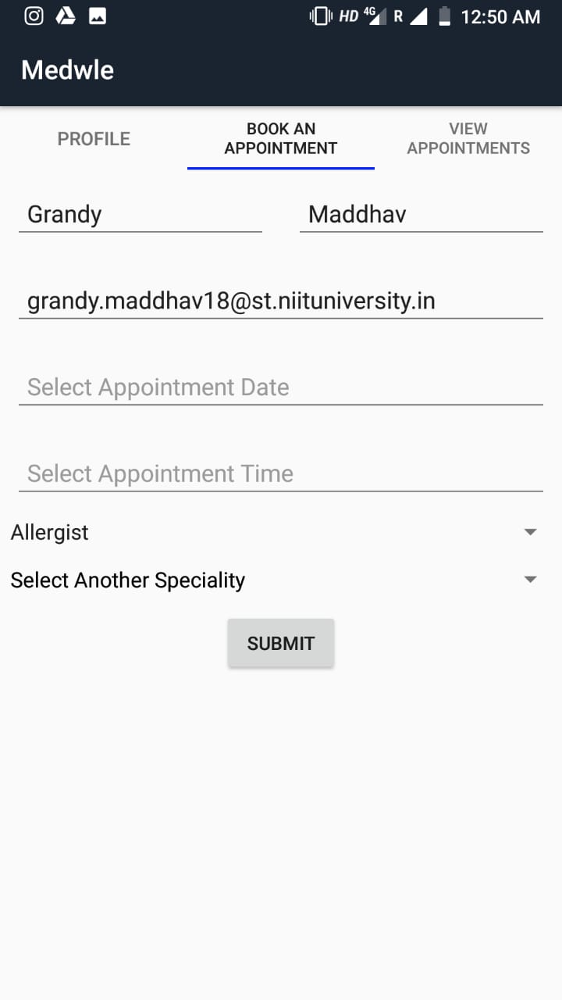 HD 4G R 12:50 AM
Medwle
PROFILE
BOOK AN
APPOINTMENT
VIEW
APPOINTMENTS
Grandy
Maddhav
grandy.maddhav18@st.niituniversity.in
Select Appointment Date
Select Appointment Time
Allergist
Select Another Speciality
SUBMIT